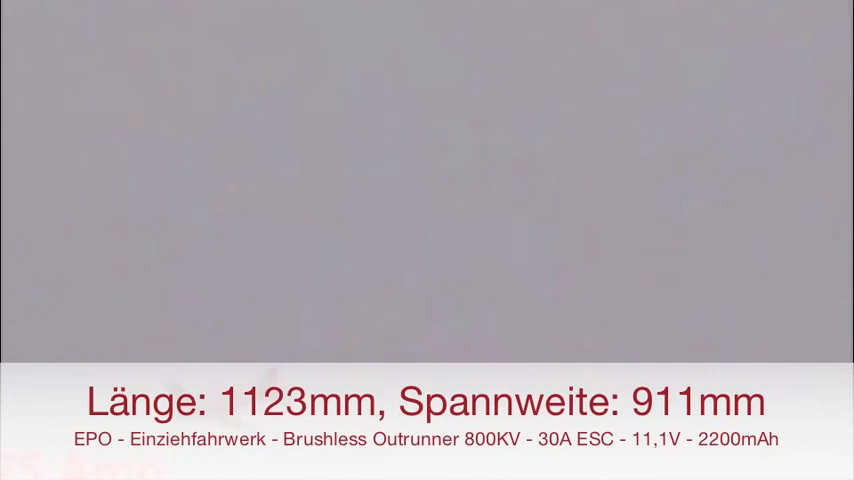 Länge: 1123mm, Spannweite: 911mm
EPO - Einziehfahrwerk - Brushless Outrunner 800KV - 30A ESC - 11,1V - 2200mAh